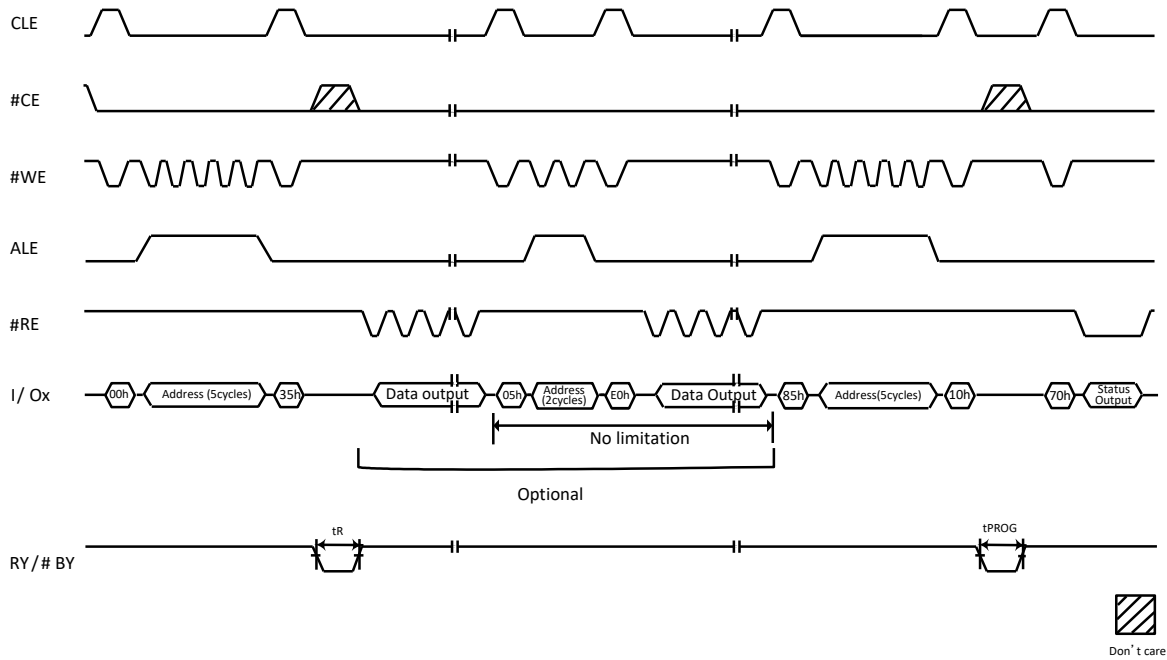 CLE
#CE
#WE
ALE
#RE
I/ Ox
00h
Address (5cycles)
35h
Data output
05h
Address
(2cycles)
E0h
Data Output
85h
Address(5cycles)
10h
70h
Status
Output
No limitation
Optional
tR
tPROG
RY/# BY
Don' t care